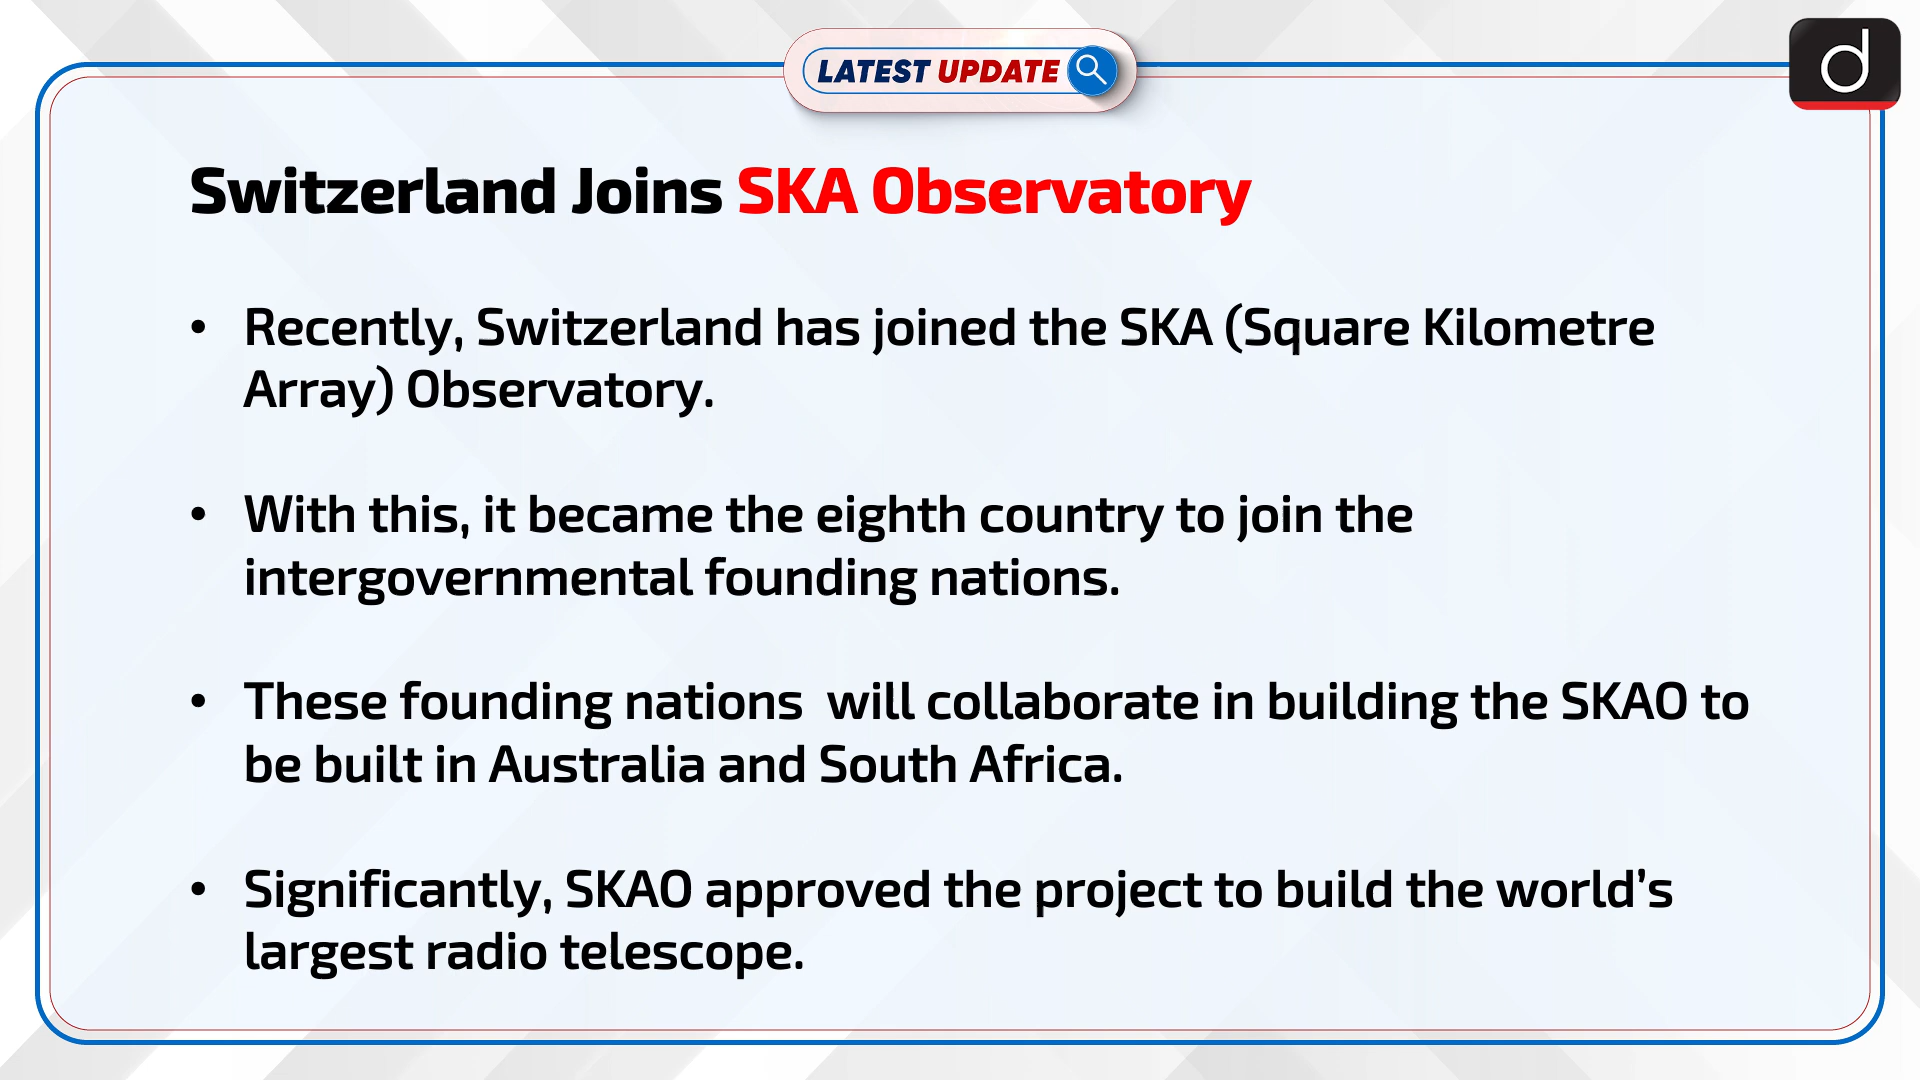 LATEST UPDATE
d
Switzerland Joins SKA Observatory
• Recently, Switzerland has joined the SKA (Square Kilometre
Array) Observatory.
• With this, it became the eighth country to join the
intergovernmental founding nations.
• These founding nations  will collaborate in building the SKAO to
be built in Australia and South Africa.
• Significantly, SKAO approved the project to build the world’s
largest radio telescope.